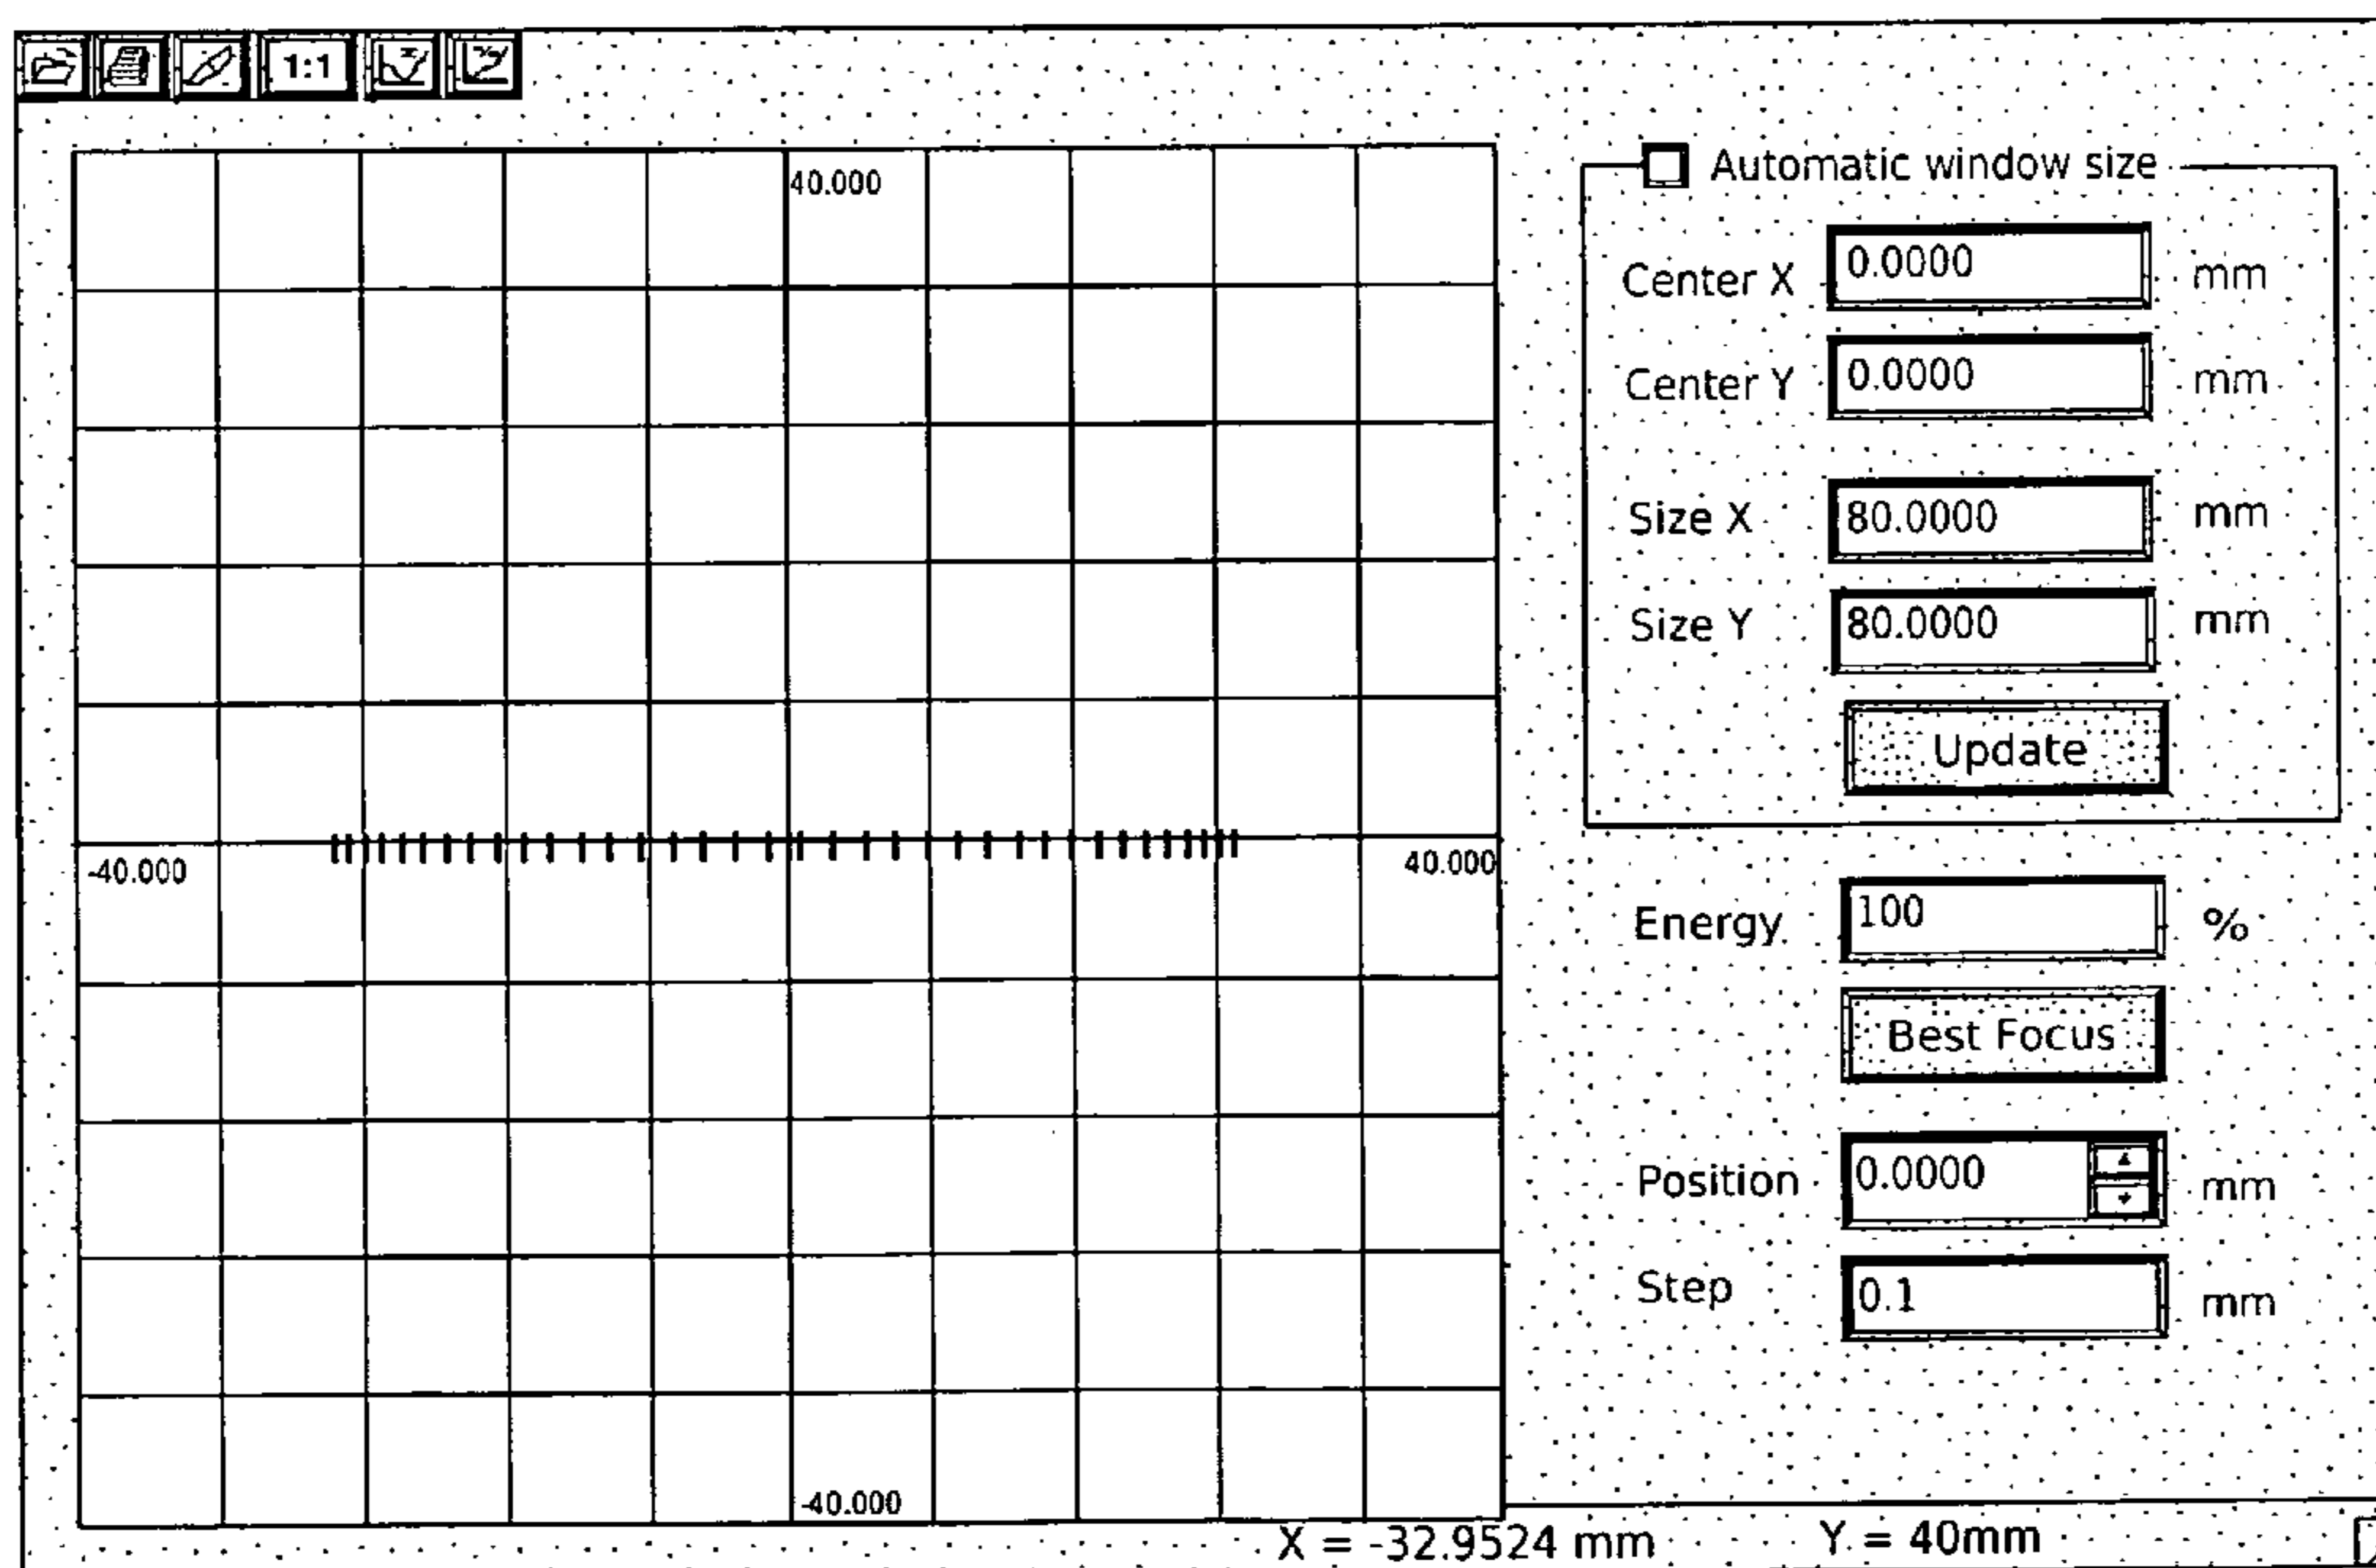 1:1
40.000
-40.000
40.000
-40.000
Automatic window size
Center X 0.0000 mm
Center Y 0.0000 mm
Size X 80.0000 mm
Size Y 80.0000 mm
Update
Energy 100 %
Best Focus
Position 0.0000 mm
Step 0.1 mm
X = -32.9524 mm Y = 40mm